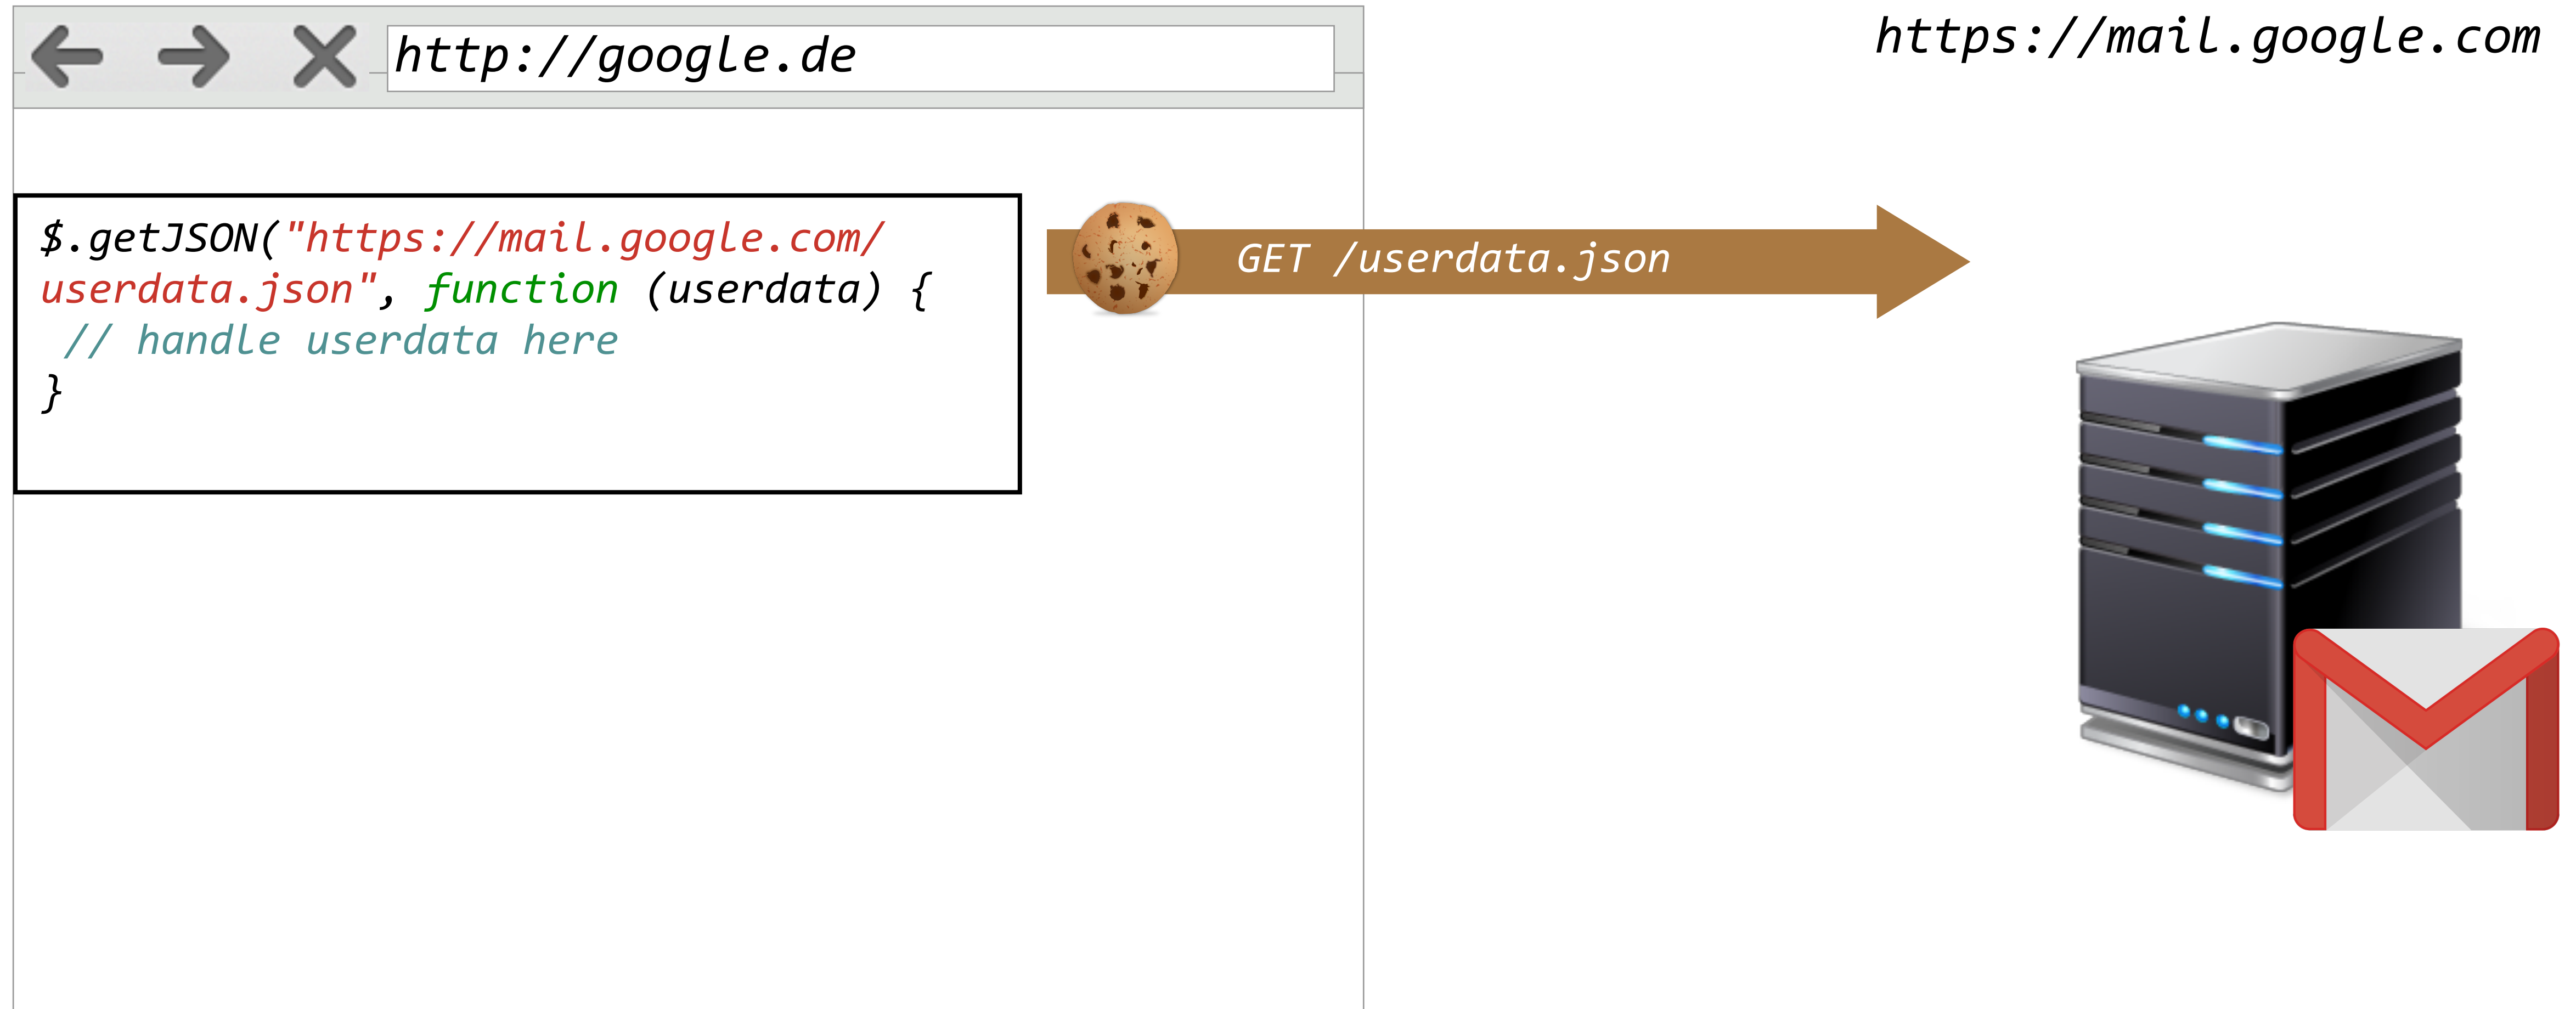 http://google.de
https://mail.google.com
$.getJSON("https://mail.google.com/
userdata.json", function (userdata) {
// handle userdata here
}
GET /userdata.json